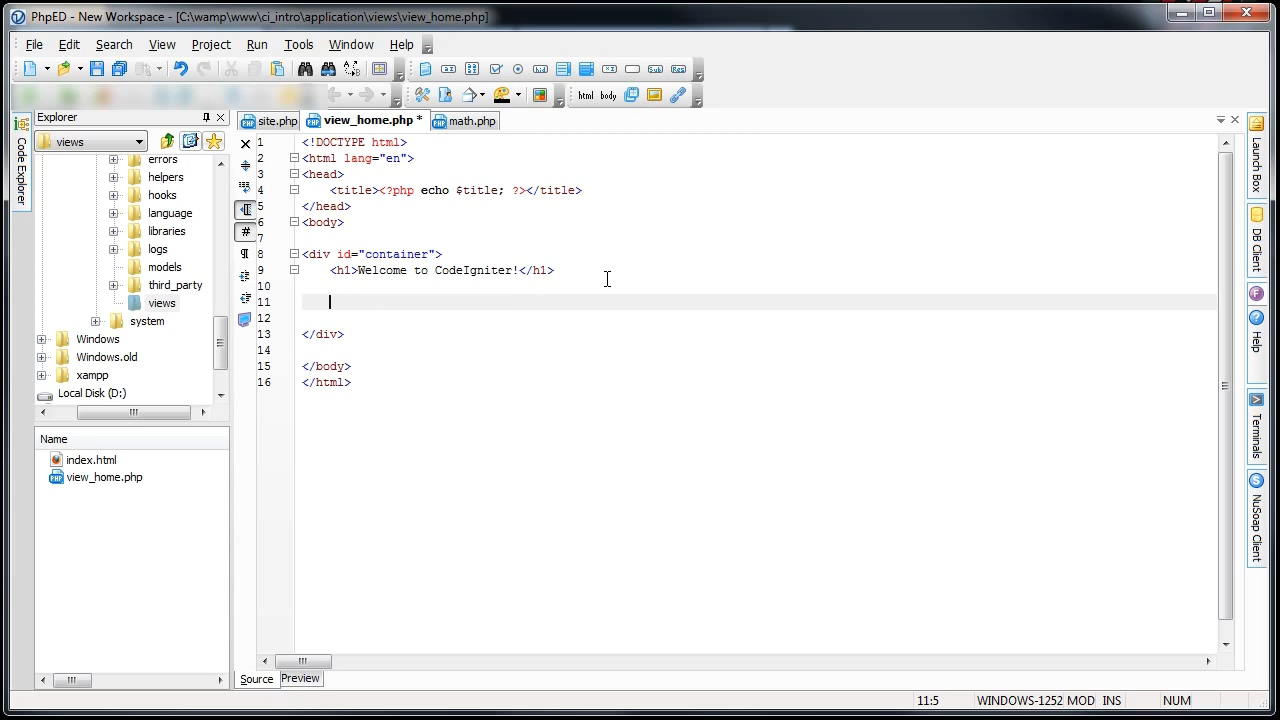 PhpED - New Workspace - [C:\wamp\www\ci_intro\application\views\view_home.php]
File Edit Search View Project Run Tools Window Help
html body
Explorer
views
errors
helpers
hooks
language
libraries
logs
models
third_party
views
system
Windows
Windows.old
xampp
Local Disk (D:)
Name
index.html
view_home.php
Code Explorer
site.php view_home.php * math.php
1 <!DOCTYPE html>
2 <html lang="en">
3 <head>
4 <title><?php echo $title; ?></title>
5 </head>
6 <body>
7
8 <div id="container">
9 <h1>Welcome to CodeIgniter!</h1>
10
11
12
13 </div>
14
15 </body>
16 </html>
Source Preview
Launch Box
DB Client
Help
Terminals
NuSoap Client
11:5 WINDOWS-1252 MOD INS NUM